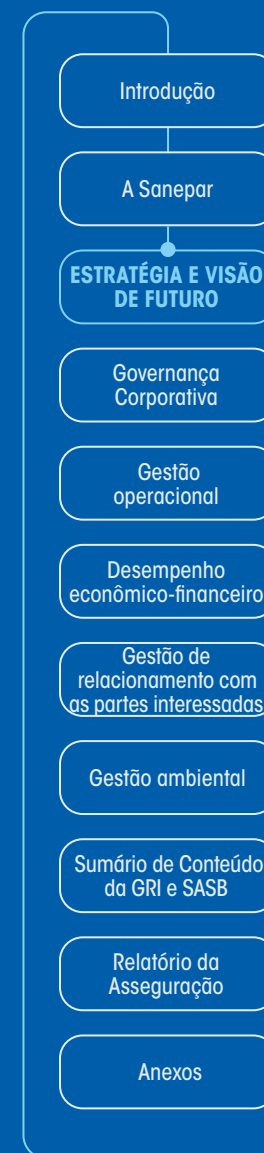 Introdução
A Sanepar
ESTRATÉGIA E VISÃO
DE FUTURO
Governança
Corporativa
Gestão
operacional
Desempenho
econômico-financeiro
Gestão de
relacionamento com
as partes interessadas
Gestão ambiental
Sumário de Conteúdo
da GRI e SASB
Relatório da
Asseguração
Anexos